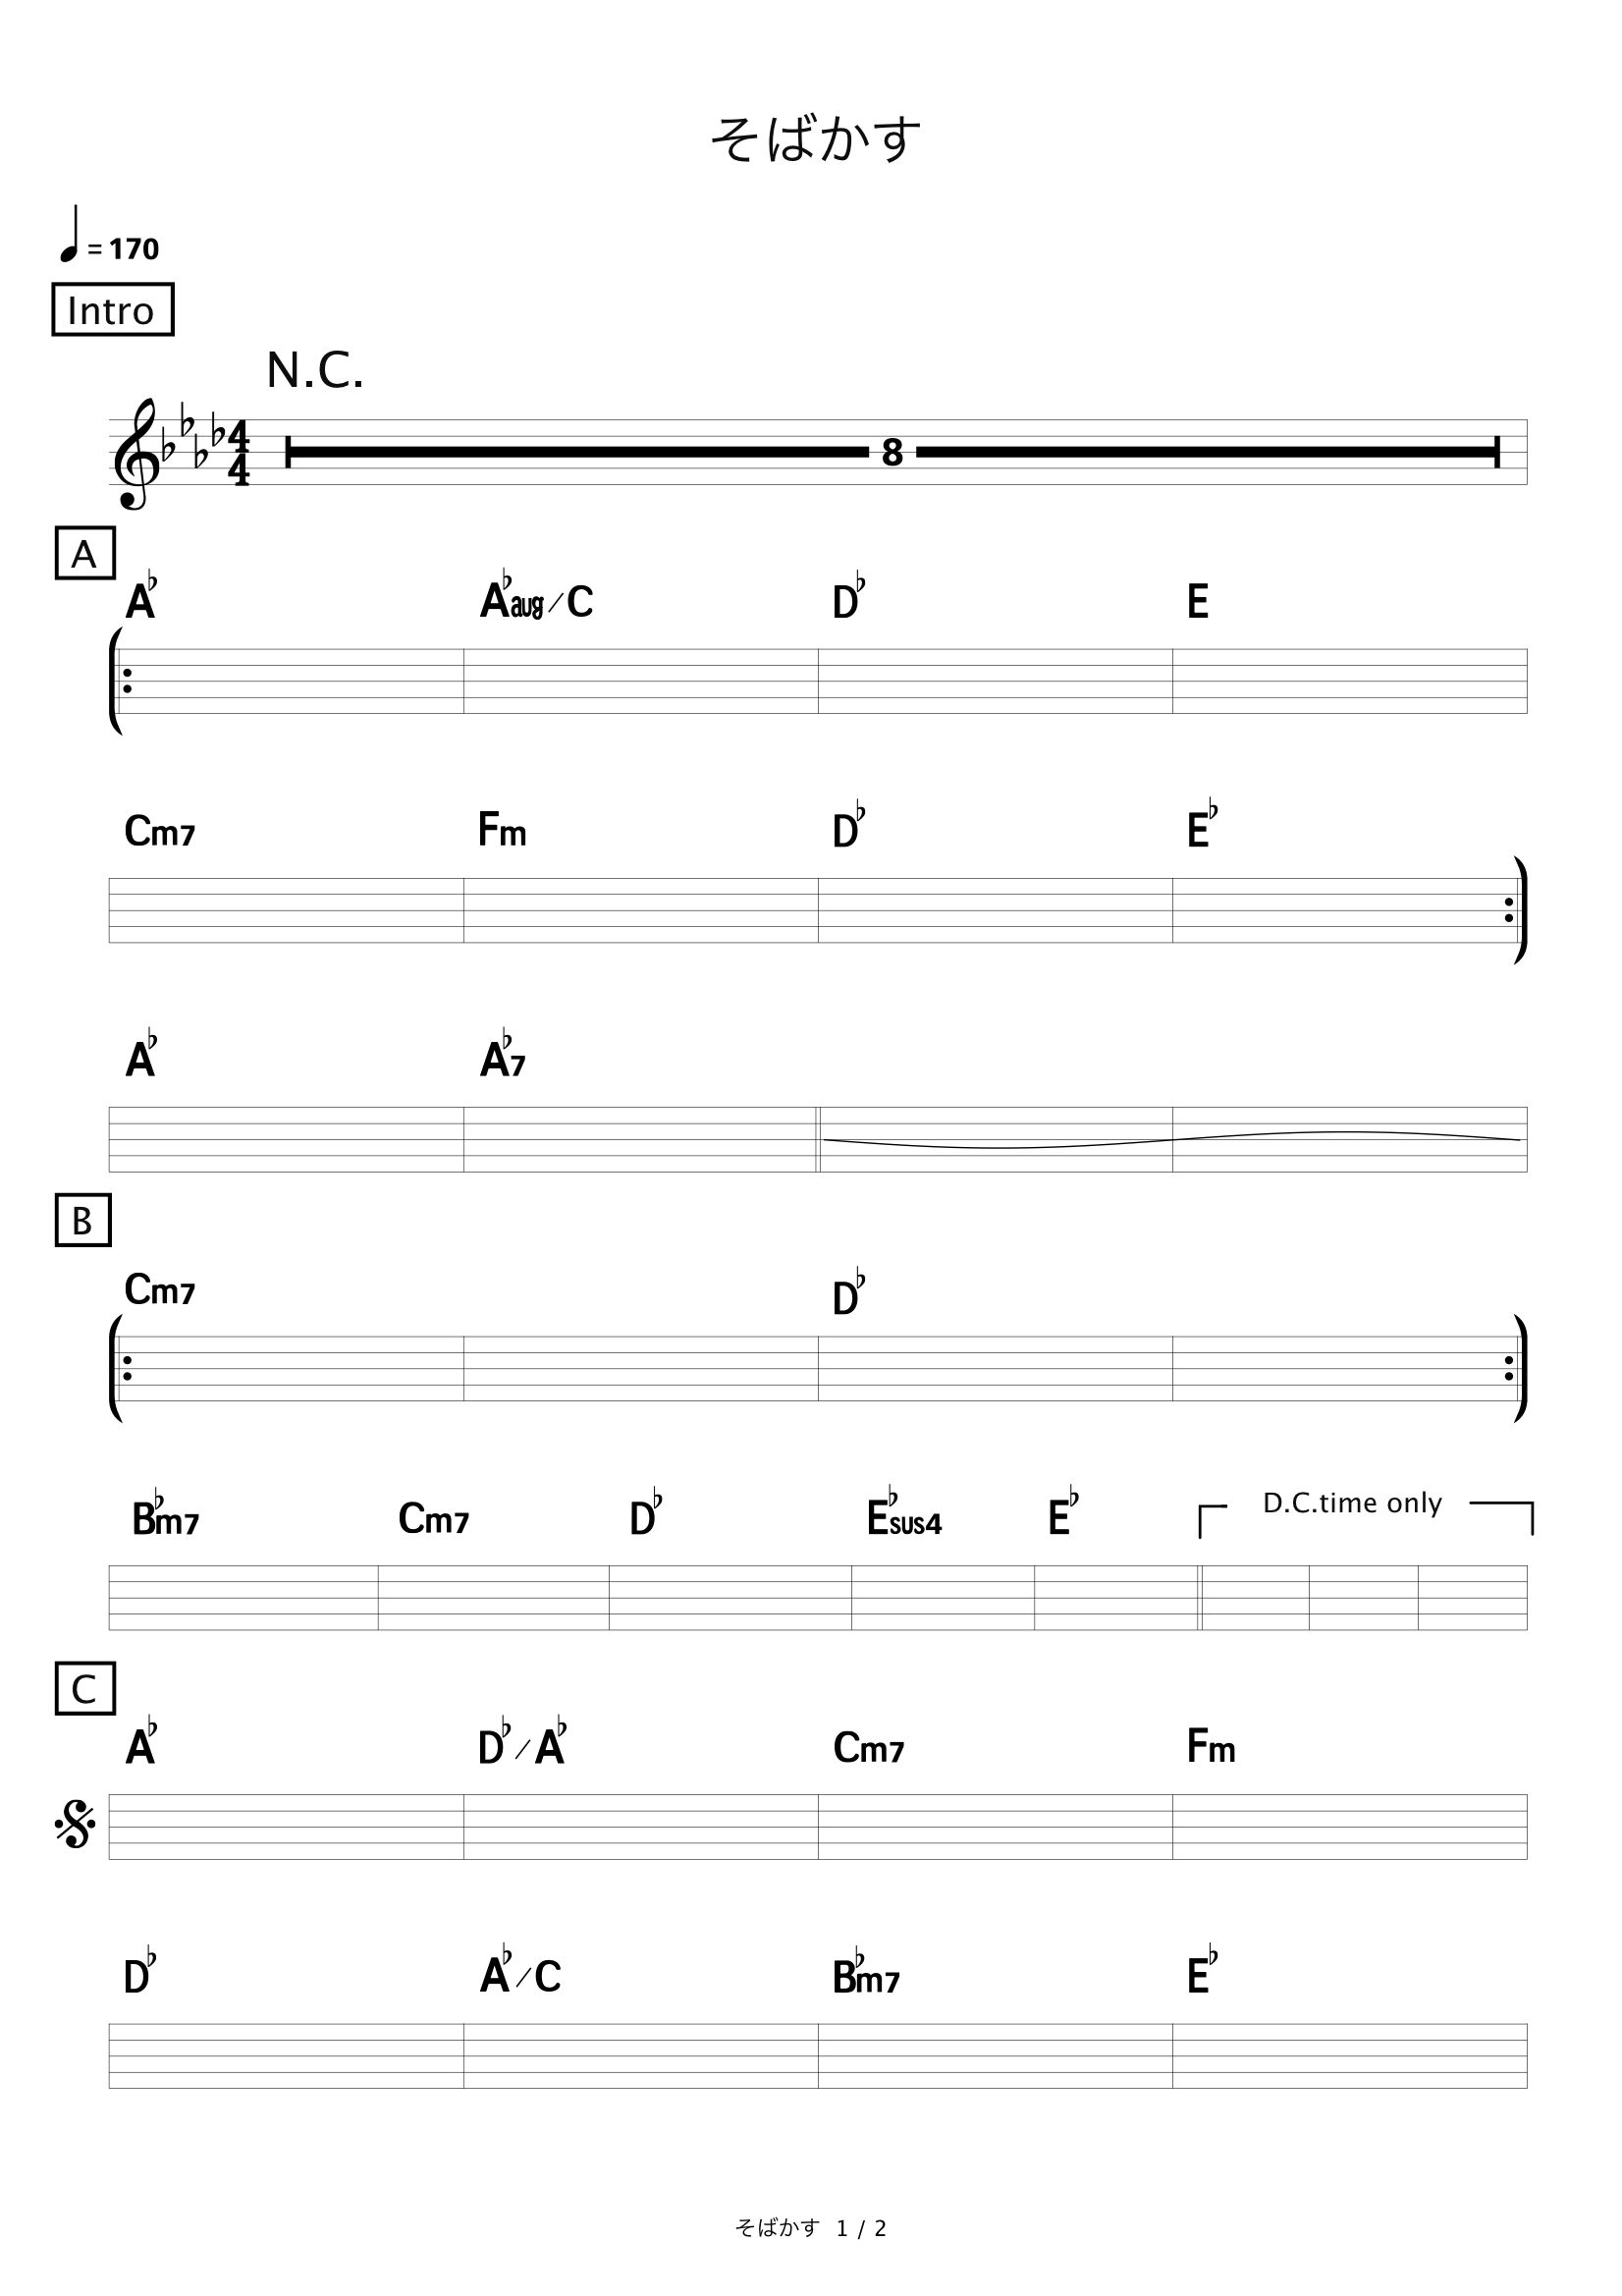 そばかす
= 170
Intro
N.C.
4
4
8
A
A♭ A♭aug/C D♭ E
Cm7 Fm D♭ E♭
A♭ A♭7
B
Cm7 D♭
B♭m7 Cm7 D♭ E♭sus4 E♭ D.C.time only
C
A♭ D♭/A♭ Cm7 Fm
D♭ A♭/C B♭m7 E♭
そばかす 1 / 2